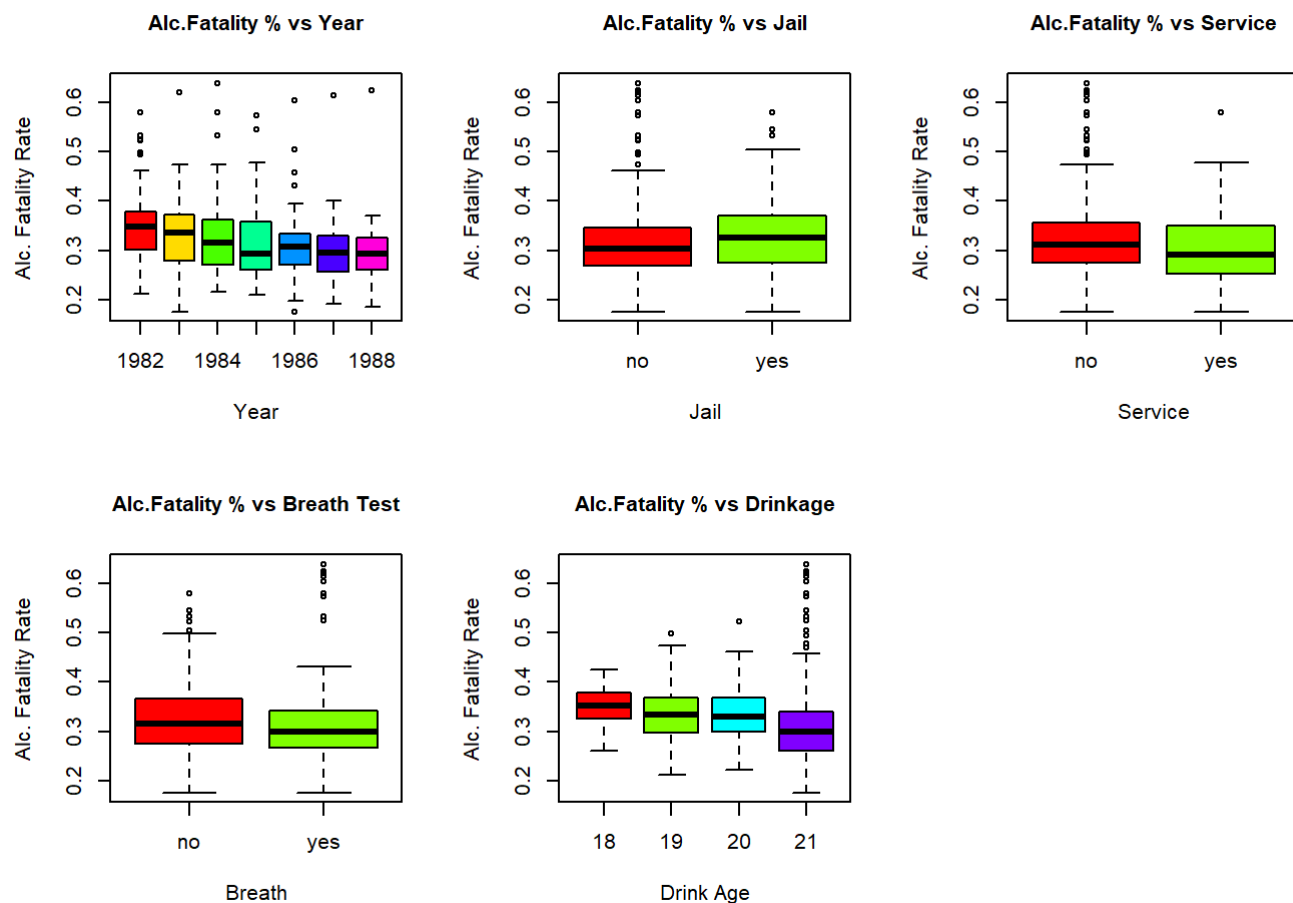 Alc.Fatality % vs Year
Alc. Fatality Rate
0.6
0.5
0.4
0.3
0.2
1982 1984 1986 1988
Year
Alc.Fatality % vs Jail
Alc. Fatality Rate
0.6
0.5
0.4
0.3
0.2
no yes
Jail
Alc.Fatality % vs Service
Alc. Fatality Rate
0.6
0.5
0.4
0.3
0.2
no yes
Service
Alc.Fatality % vs Breath Test
Alc. Fatality Rate
0.6
0.5
0.4
0.3
0.2
no yes
Breath
Alc.Fatality % vs Drinkage
Alc. Fatality Rate
0.6
0.5
0.4
0.3
0.2
18 19 20 21
Drink Age